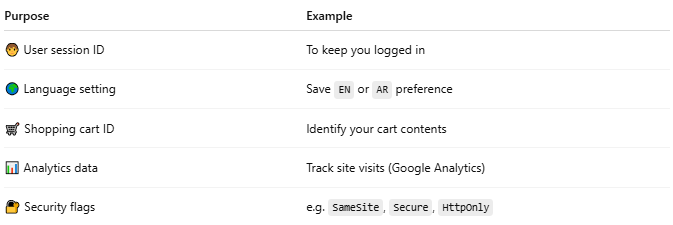 Purpose Example
🧑 User session ID To keep you logged in
🌍 Language setting Save EN or AR preference
🛒 Shopping cart ID Identify your cart contents
📊 Analytics data Track site visits (Google Analytics)
🔐 Security flags e.g. SameSite, Secure, HttpOnly